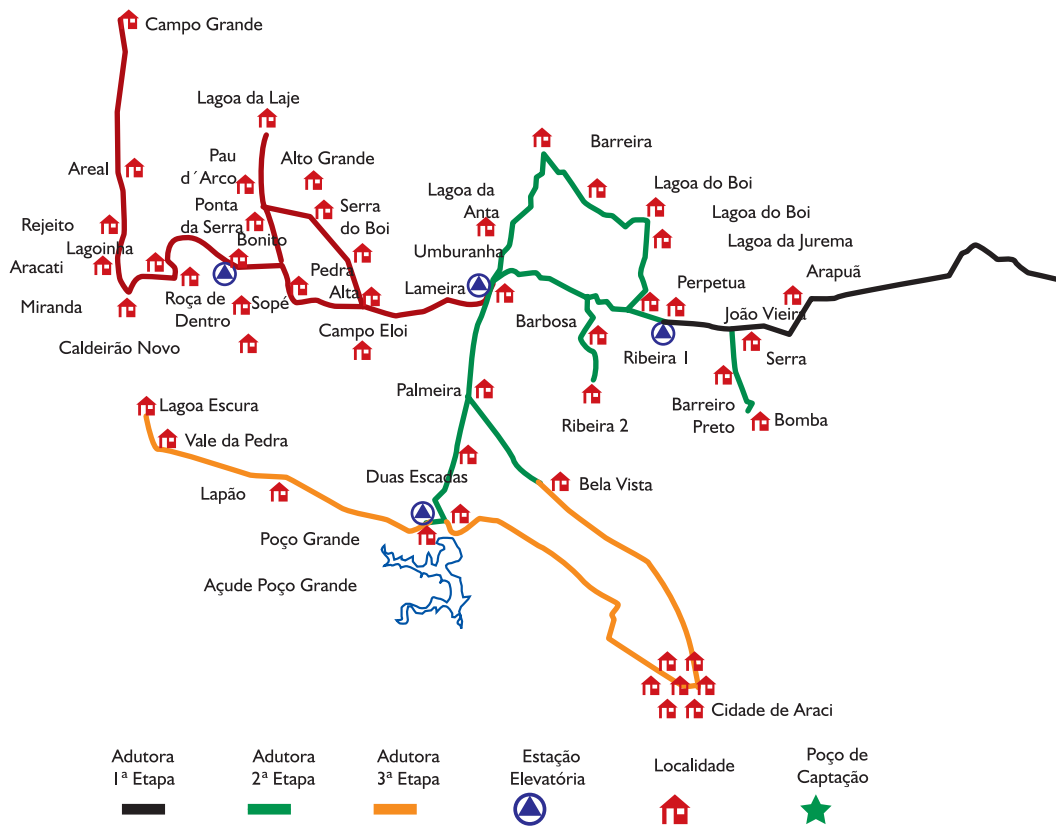 Campo Grande
Lagoa da Laje
Barreira
Areal
Pau
d´Arco
Alto Grande
Lagoa do Boi
Lagoa da
Anta
Rejeito
Ponta
da Serra
Serra
do Boi
Lagoa do Boi
Lagoinha
Bonito
Umburanha
Lagoa da Jurema
Aracati
Pedra
Alta
Lameira
Perpetua
Arapuã
Miranda
Roça de
Dentro
Sopé
Campo Eloi
Barbosa
João Vieira
Caldeirão Novo
Ribeira 1
Serra
Palmeira
Barreiro
Preto
Bomba
Lagoa Escura
Ribeira 2
Vale da Pedra
Duas Escadas
Bela Vista
Lapão
Poço Grande
Açude Poço Grande
Cidade de Araci
Adutora
1ª Etapa
Adutora
2ª Etapa
Adutora
3ª Etapa
Estação
Elevatória
Localidade
Poço de
Captação